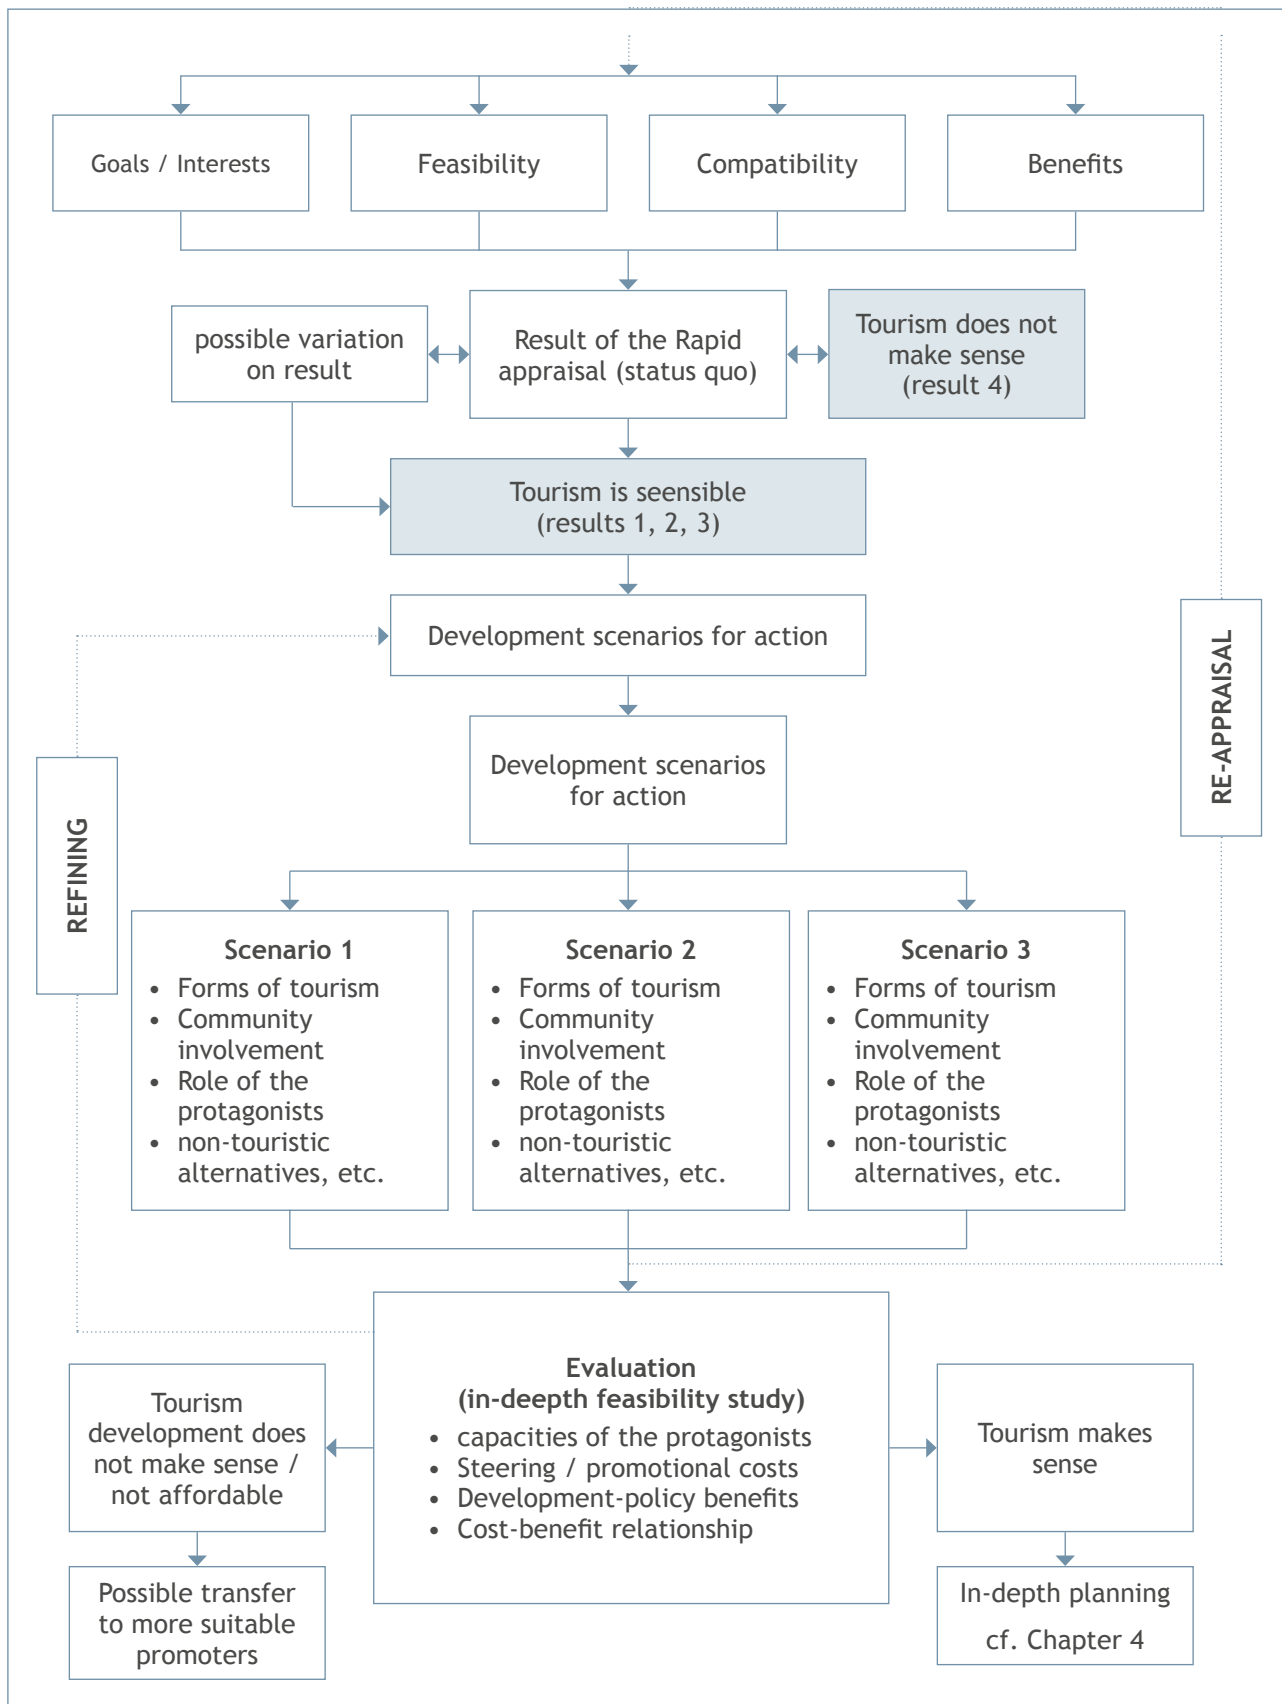 Goals / Interests
Feasibility
Compatibility
Benefits
possible variation
on result
Result of the Rapid
appraisal (status quo)
Tourism does not
make sense
(result 4)
Tourism is seensible
(results 1, 2, 3)
Development scenarios for action
RE-APPRAISAL
Development scenarios
for action
REFINING
Scenario 1
• Forms of tourism
• Community
involvement
• Role of the
protagonists
• non-touristic
alternatives, etc.
Scenario 2
• Forms of tourism
• Community
involvement
• Role of the
protagonists
• non-touristic
alternatives, etc.
Scenario 3
• Forms of tourism
• Community
involvement
• Role of the
protagonists
• non-touristic
alternatives, etc.
Evaluation
(in-deepth feasibility study)
• capacities of the protagonists
• Steering / promotional costs
• Development-policy benefits
• Cost-benefit relationship
Tourism
development does
not make sense /
not affordable
Tourism makes
sense
Possible transfer
to more suitable
promoters
In-depth planning
cf. Chapter 4